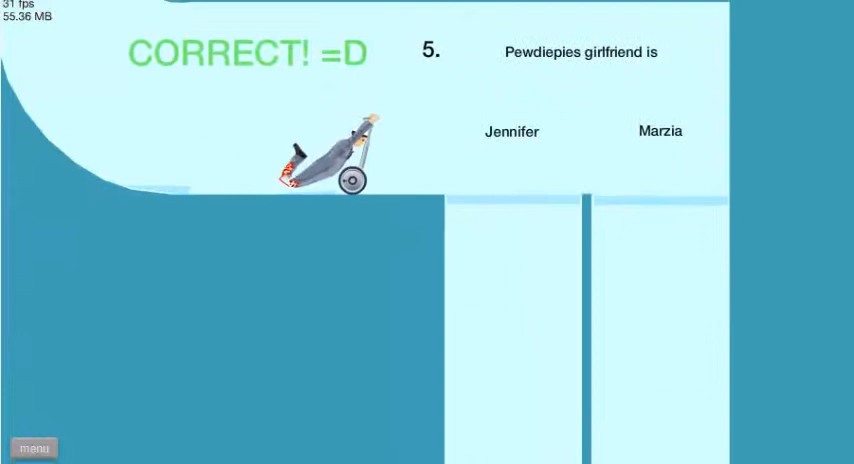 31 fps
55.36 MB
CORRECT! =D
5.
Pewdiepies girlfriend is
Jennifer
Marzia
menu